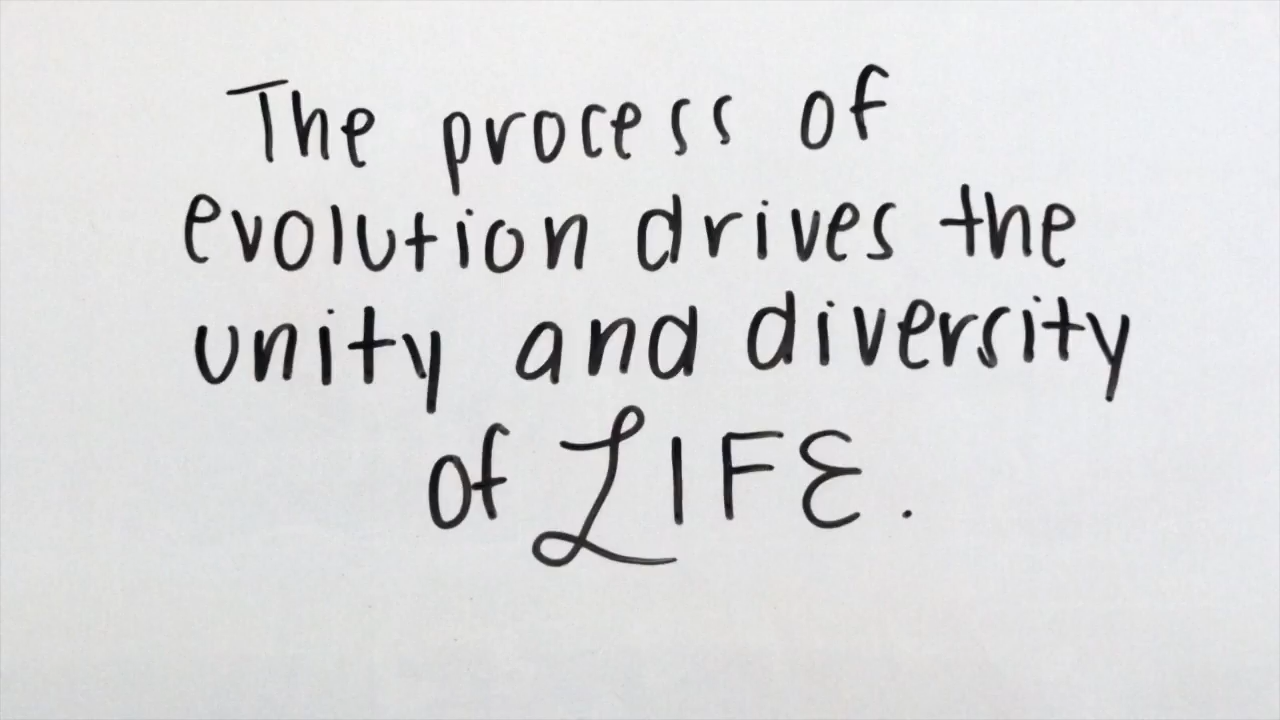 The process of
evolution drives the
unity and diversity
of LIFE.